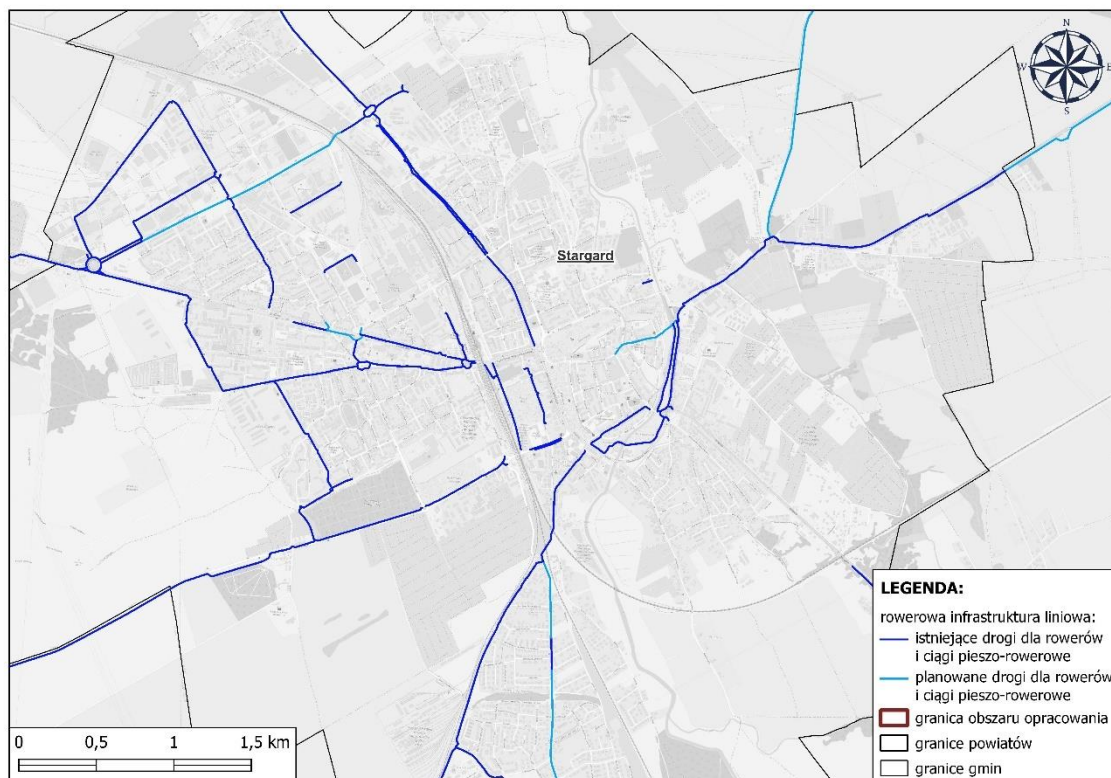 N
W
E
S
Stargard
LEGENDA:
rowerowa infrastruktura liniowa:
istniejące drogi dla rowerów
i ciągi pieszo-rowerowe
planowane drogi dla rowerów
i ciągi pieszo-rowerowe
granica obszaru opracowania
granice powiatów
granice gmin
0 0,5 1 1,5 km